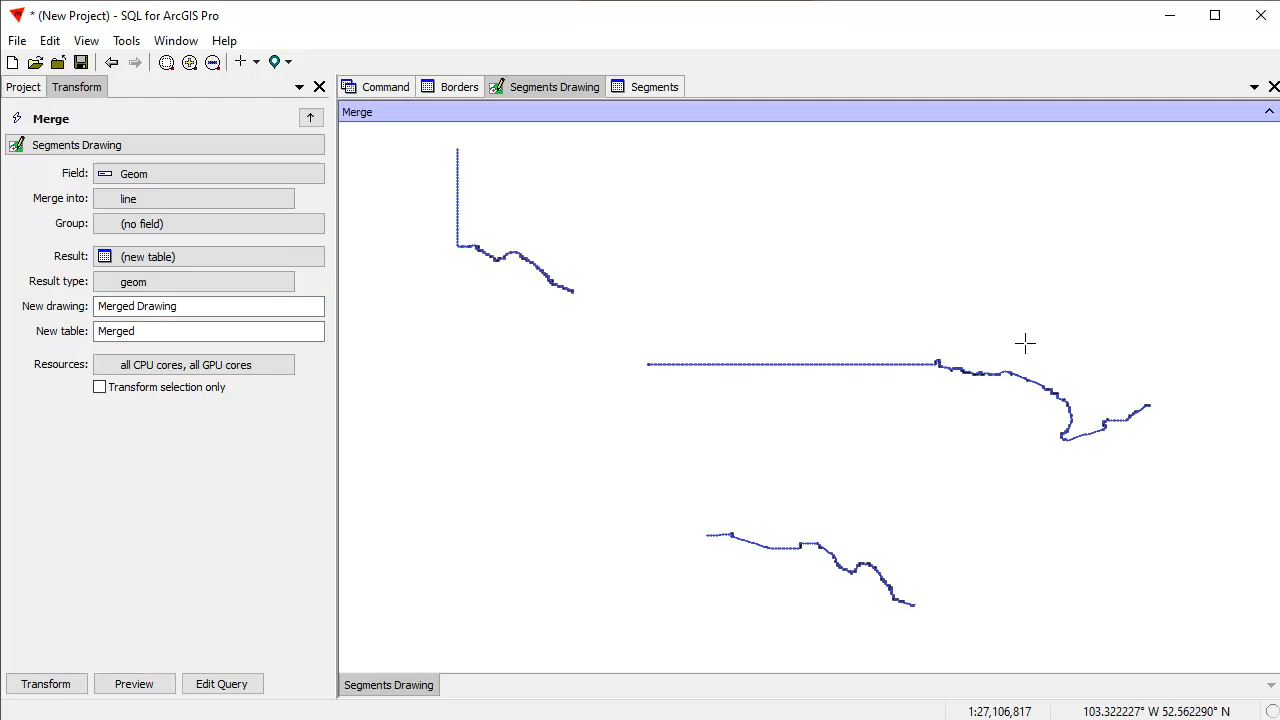 * (New Project) - SQL for ArcGIS Pro
File Edit View Tools Window Help
Project Transform
Command Borders Segments Drawing Segments
Merge
Merge
Segments Drawing
Field: Geom
Merge into: line
Group: (no field)
Result: (new table)
Result type: geom
New drawing: Merged Drawing
New table: Merged
Resources: all CPU cores, all GPU cores
Transform selection only
Transform Preview Edit Query
Segments Drawing
1:27,106,817 103.322227° W 52.562290° N